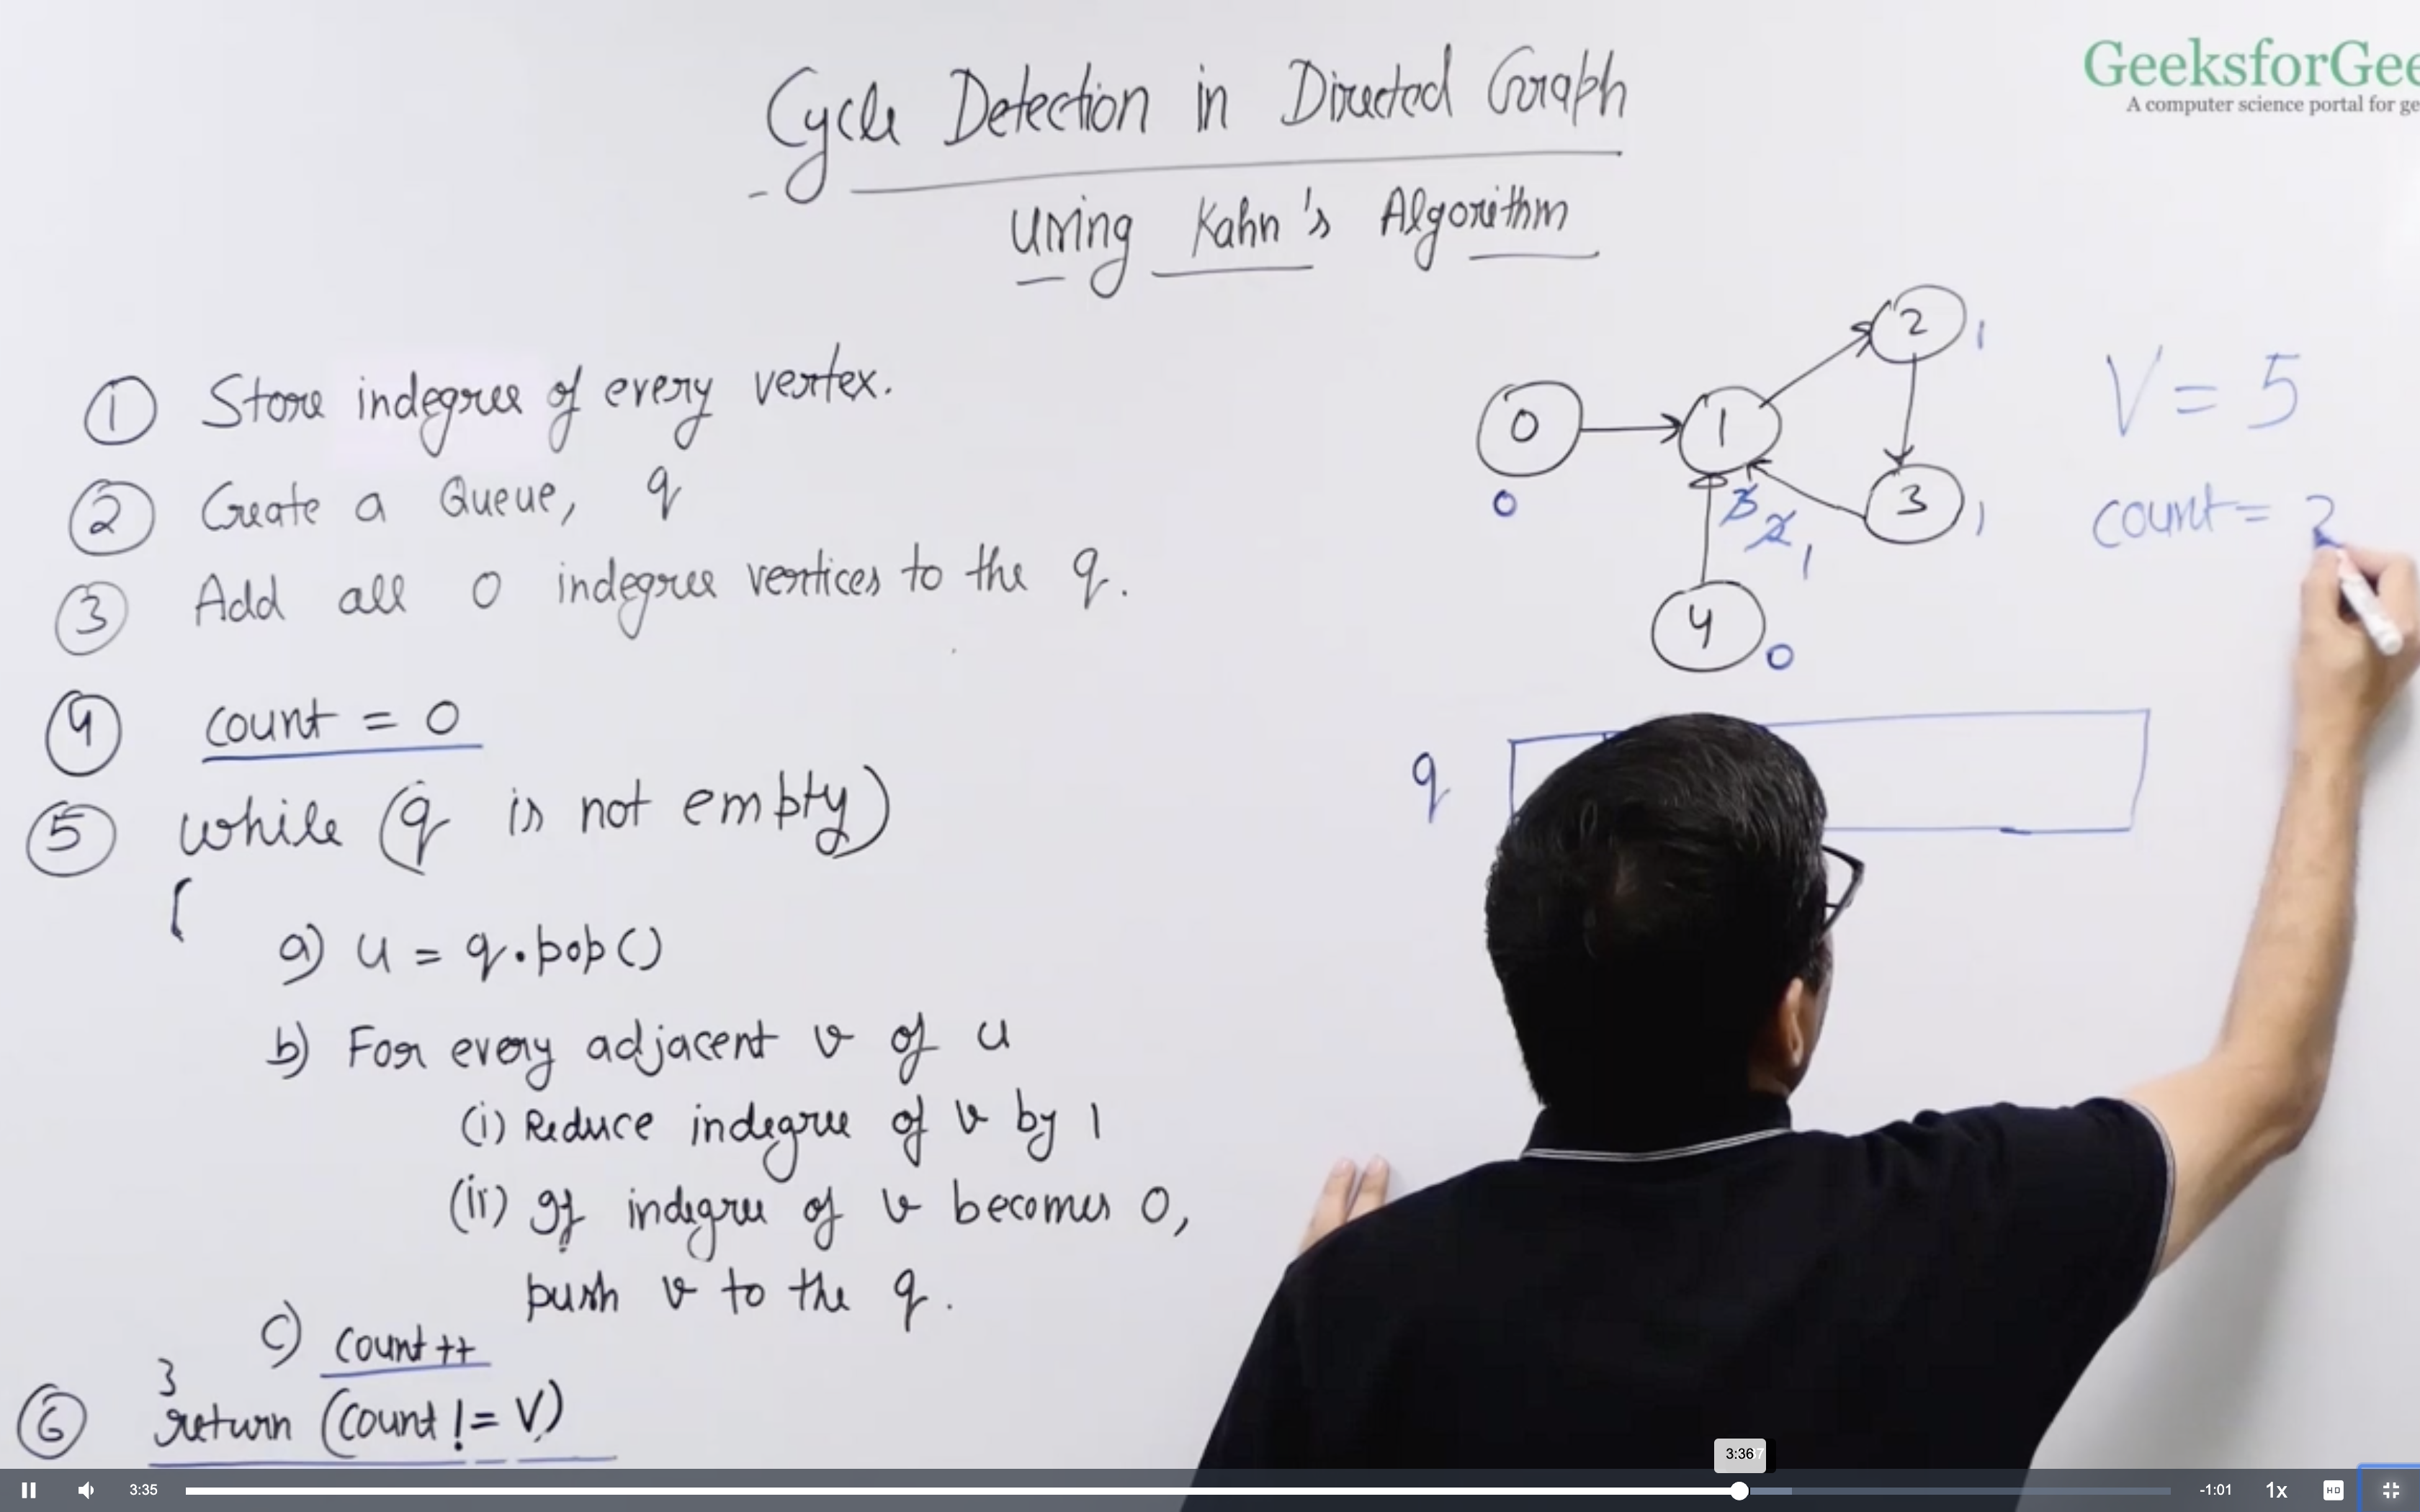 Cycle Detection in Directed Graph
using Kahn's Algorithm
GeeksforGee
A computer science portal for ge
① Store indegree of every vertex.
② Create a Queue, q
③ Add all 0 indegree vertices to the q.
④ count = 0
⑤ while (q is not empty)
{
a) u = q.pop()
b) For every adjacent v of u
(i) Reduce indegree of v by 1
(ii) If indegree of v becomes 0,
push v to the q.
c) count++
}
⑥ return (count != V)
2 1
0 1
0
3 2 1
3 1
4 0
V = 5
count = 2
q
3:36
3:35
-1:01
1x
HD